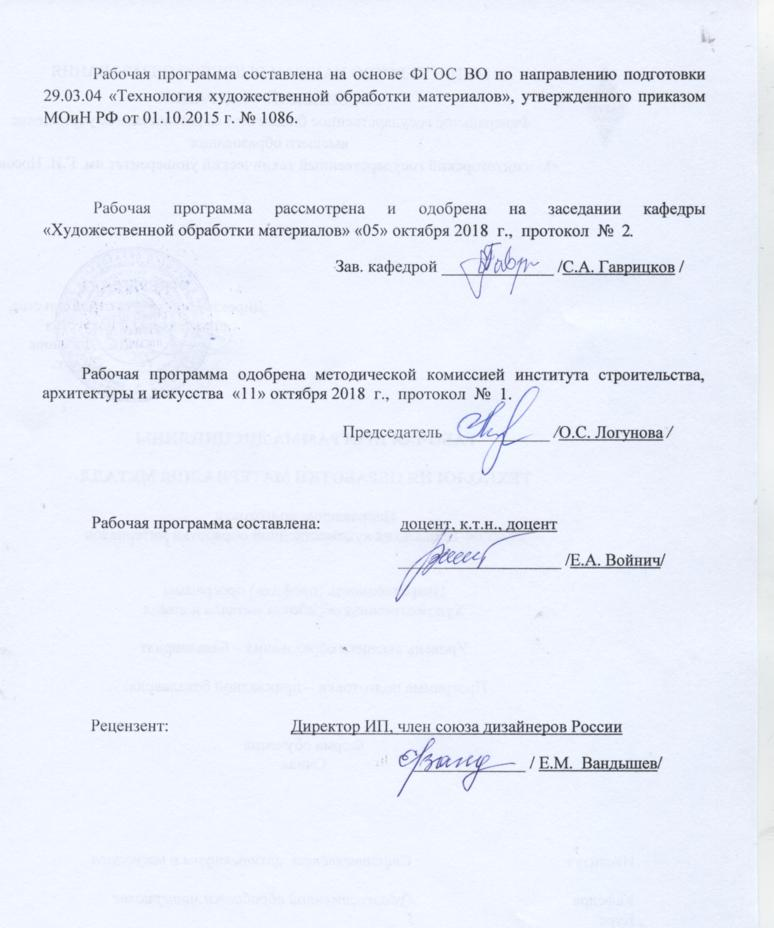 Рабочая программа составлена на основе ФГОС ВО по направлению подготовки
29.03.04 «Технология художественной обработки материалов», утвержденного приказом
МОиН РФ от 01.10.2015 г. № 1086.
Рабочая программа рассмотрена и одобрена на заседании кафедры
«Художественной обработки материалов» «05» октября 2018 г., протокол № 2.
Зав. кафедрой _____________ /С.А. Гаврицков /
Рабочая программа одобрена методической комиссией института строительства,
архитектуры и искусства «11» октября 2018 г., протокол № 1.
Председатель ____________ /О.С. Логунова /
Рабочая программа составлена: доцент, к.т.н., доцент
___________________ /Е.А. Войнич/
Рецензент: Директор ИП, член союза дизайнеров России
_______________ / Е.М. Вандышев/